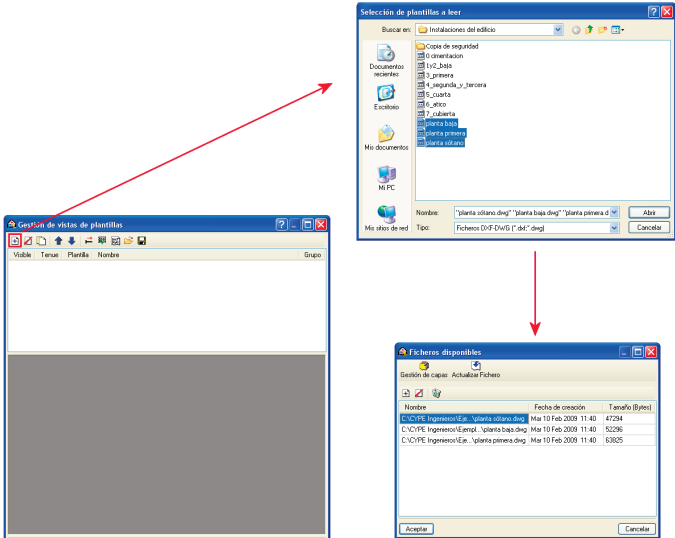 Selección de plantillas a leer
Buscar en:
Instalaciones del edificio
Documentos recientes
Escritorio
Mis documentos
Mi PC
Mis sitios de red
Copia de seguridad
0 cimentacion
1y2_baja
3_primera
4_segunda_y_tercera
5_cuarta
6_atico
7_cubierta
planta baja
planta primera
planta sótano
Nombre:
"planta sótano.dwg" "planta baja.dwg" "planta primera.d
Abrir
Tipo:
Ficheros DXF-DWG (*.dxf;*.dwg)
Cancelar
Gestión de vistas de plantillas
Visible Tenue Plantilla Nombre Grupo
Ficheros disponibles
Gestión de capas Actualizar Fichero
Nombre Fecha de creación Tamaño (Bytes)
C:\CYPE Ingenieros\Eje...\planta sótano.dwg Mar 10 Feb 2009 11:40 47294
C:\CYPE Ingenieros\Ejempl...\planta baja.dwg Mar 10 Feb 2009 11:40 52296
C:\CYPE Ingenieros\Eje...\planta primera.dwg Mar 10 Feb 2009 11:40 63825
Aceptar
Cancelar